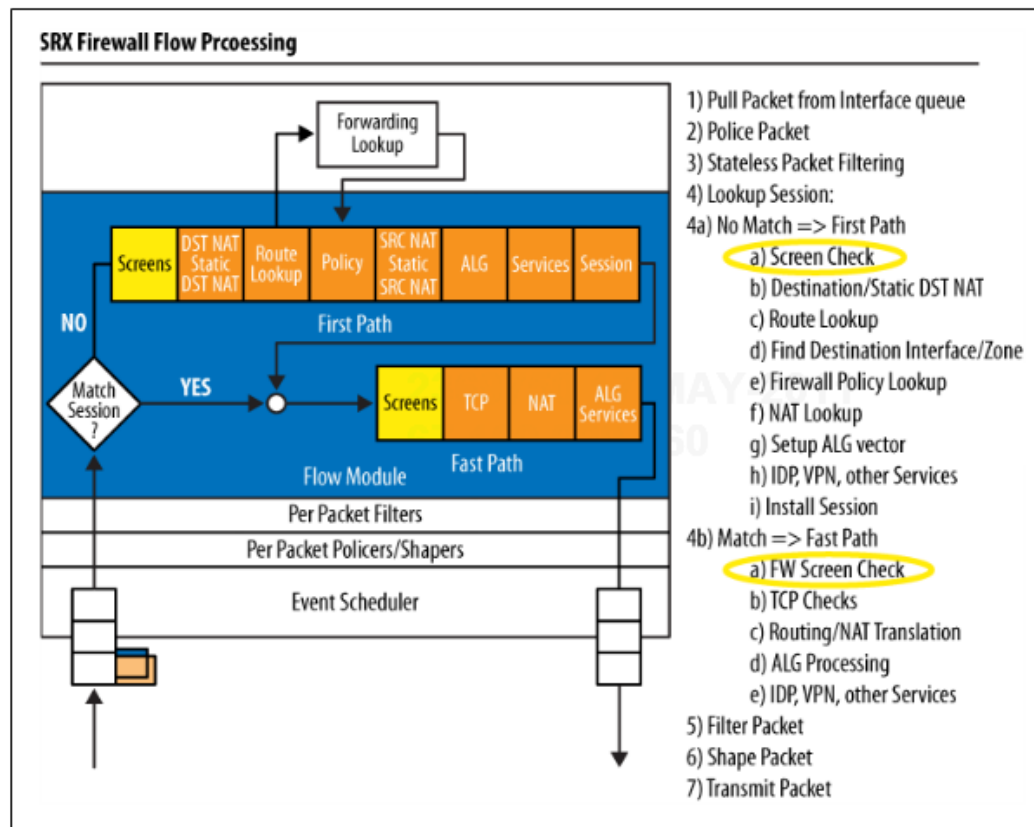 SRX Firewall Flow Prcoessing
Forwarding
Lookup
Screens
DST NAT
Static
DST NAT
Route
Lookup
Policy
SRC NAT
Static
SRC NAT
ALG
Services
Session
First Path
NO
Match
Session
?
YES
Screens
TCP
NAT
ALG
Services
Fast Path
Flow Module
Per Packet Filters
Per Packet Policers/Shapers
Event Scheduler
1) Pull Packet from Interface queue
2) Police Packet
3) Stateless Packet Filtering
4) Lookup Session:
4a) No Match => First Path
a) Screen Check
b) Destination/Static DST NAT
c) Route Lookup
d) Find Destination Interface/Zone
e) Firewall Policy Lookup
f) NAT Lookup
g) Setup ALG vector
h) IDP, VPN, other Services
i) Install Session
4b) Match => Fast Path
a) FW Screen Check
b) TCP Checks
c) Routing/NAT Translation
d) ALG Processing
e) IDP, VPN, other Services
5) Filter Packet
6) Shape Packet
7) Transmit Packet